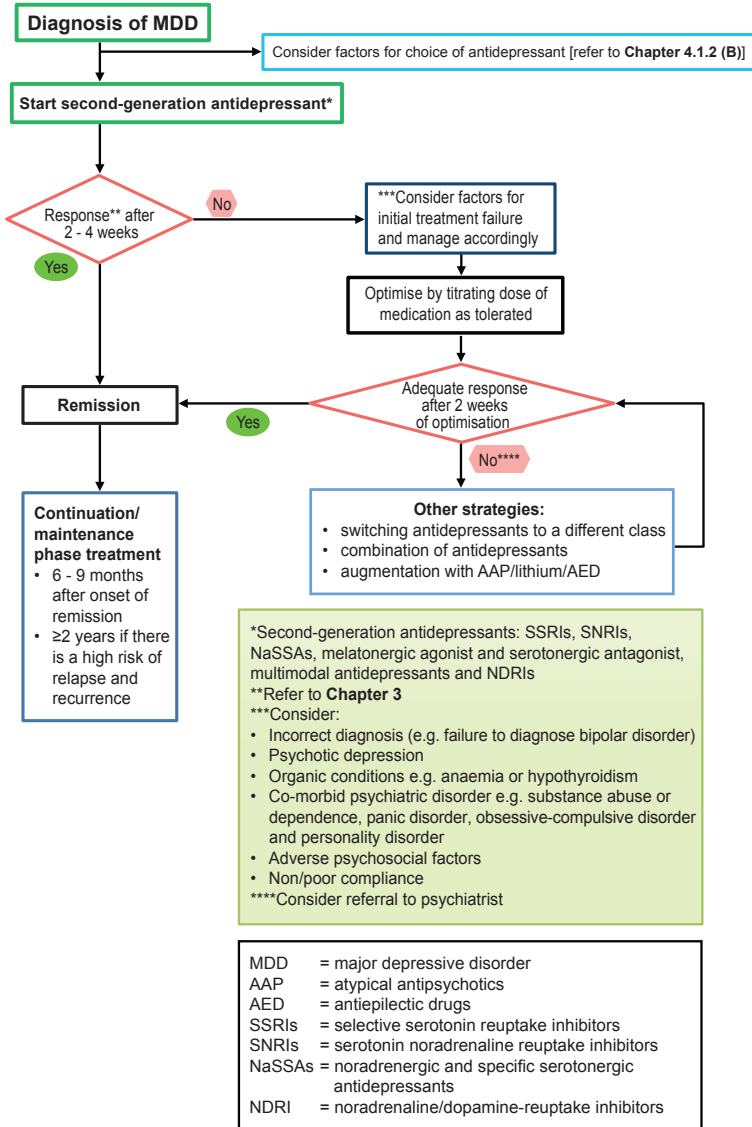 Diagnosis of MDD
Consider factors for choice of antidepressant [refer to Chapter 4.1.2 (B)]
Start second-generation antidepressant*
Response** after
2 - 4 weeks
No
***Consider factors for
initial treatment failure
and manage accordingly
Yes
Optimise by titrating dose of
medication as tolerated
Adequate response
after 2 weeks
of optimisation
Yes
Remission
No****
Other strategies:
• switching antidepressants to a different class
• combination of antidepressants
• augmentation with AAP/lithium/AED
Continuation/
maintenance
phase treatment
• 6 - 9 months
after onset of
remission
• ≥2 years if there
is a high risk of
relapse and
recurrence
*Second-generation antidepressants: SSRIs, SNRIs,
NaSSAs, melatonergic agonist and serotonergic antagonist,
multimodal antidepressants and NDRIs
**Refer to Chapter 3
***Consider:
• Incorrect diagnosis (e.g. failure to diagnose bipolar disorder)
• Psychotic depression
• Organic conditions e.g. anaemia or hypothyroidism
• Co-morbid psychiatric disorder e.g. substance abuse or
dependence, panic disorder, obsessive-compulsive disorder
and personality disorder
• Adverse psychosocial factors
• Non/poor compliance
****Consider referral to psychiatrist
MDD = major depressive disorder
AAP = atypical antipsychotics
AED = antiepilectic drugs
SSRIs = selective serotonin reuptake inhibitors
SNRIs = serotonin noradrenaline reuptake inhibitors
NaSSAs = noradrenergic and specific serotonergic
antidepressants
NDRI = noradrenaline/dopamine-reuptake inhibitors